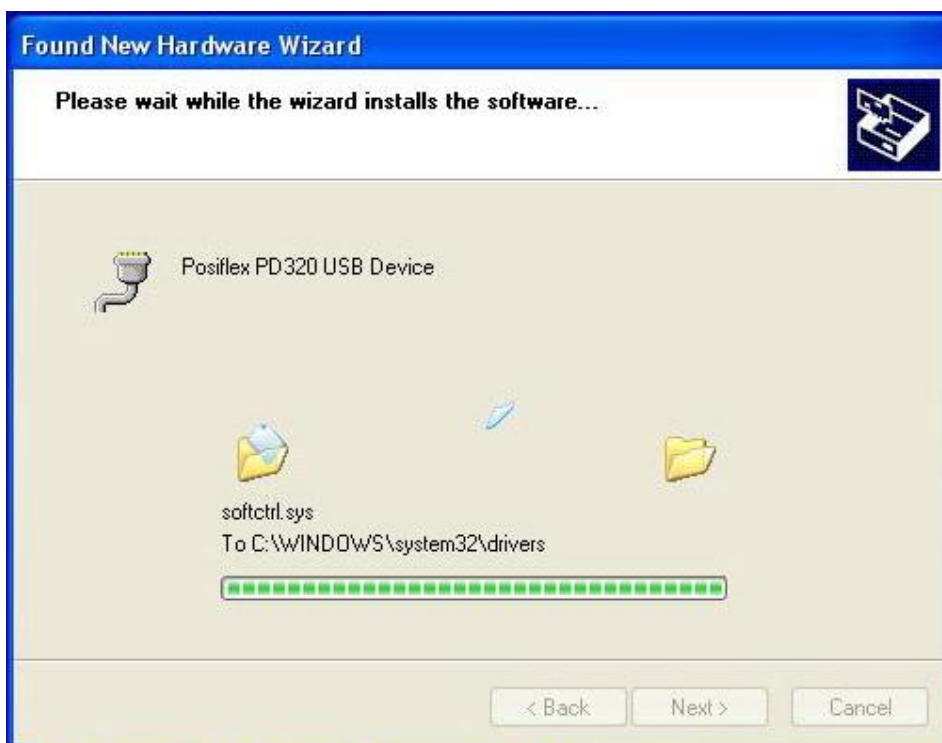 Found New Hardware Wizard
Please wait while the wizard installs the software...
Posiflex PD320 USB Device
softctrl.sys
To C:\WINDOWS\system32\drivers
< Back
Next >
Cancel